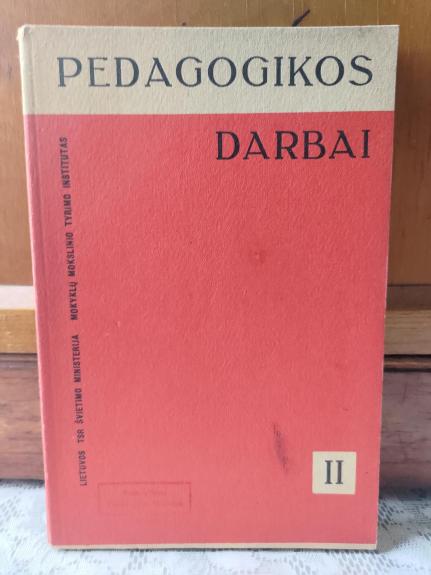 PEDAGOGIKOS
DARBAI
LIETUVOS TSR ŠVIETIMO MINISTERIJA MOKYKLŲ MOKSLINIO TYRIMO INSTITUTAS
II